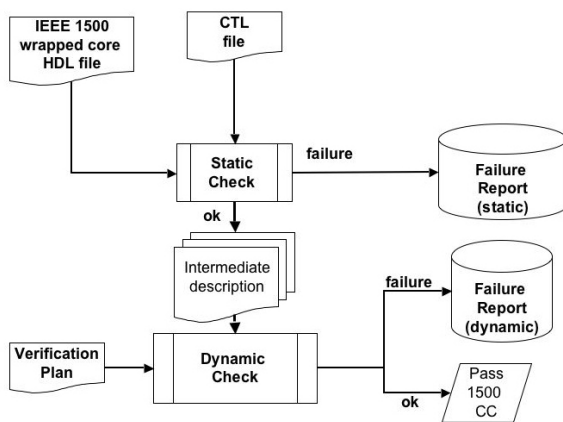 IEEE 1500
wrapped core
HDL file
CTL
file
Static
Check
failure
Failure
Report
(static)
ok
Intermediate
description
failure
Failure
Report
(dynamic)
Verification
Plan
Dynamic
Check
ok
Pass
1500
CC